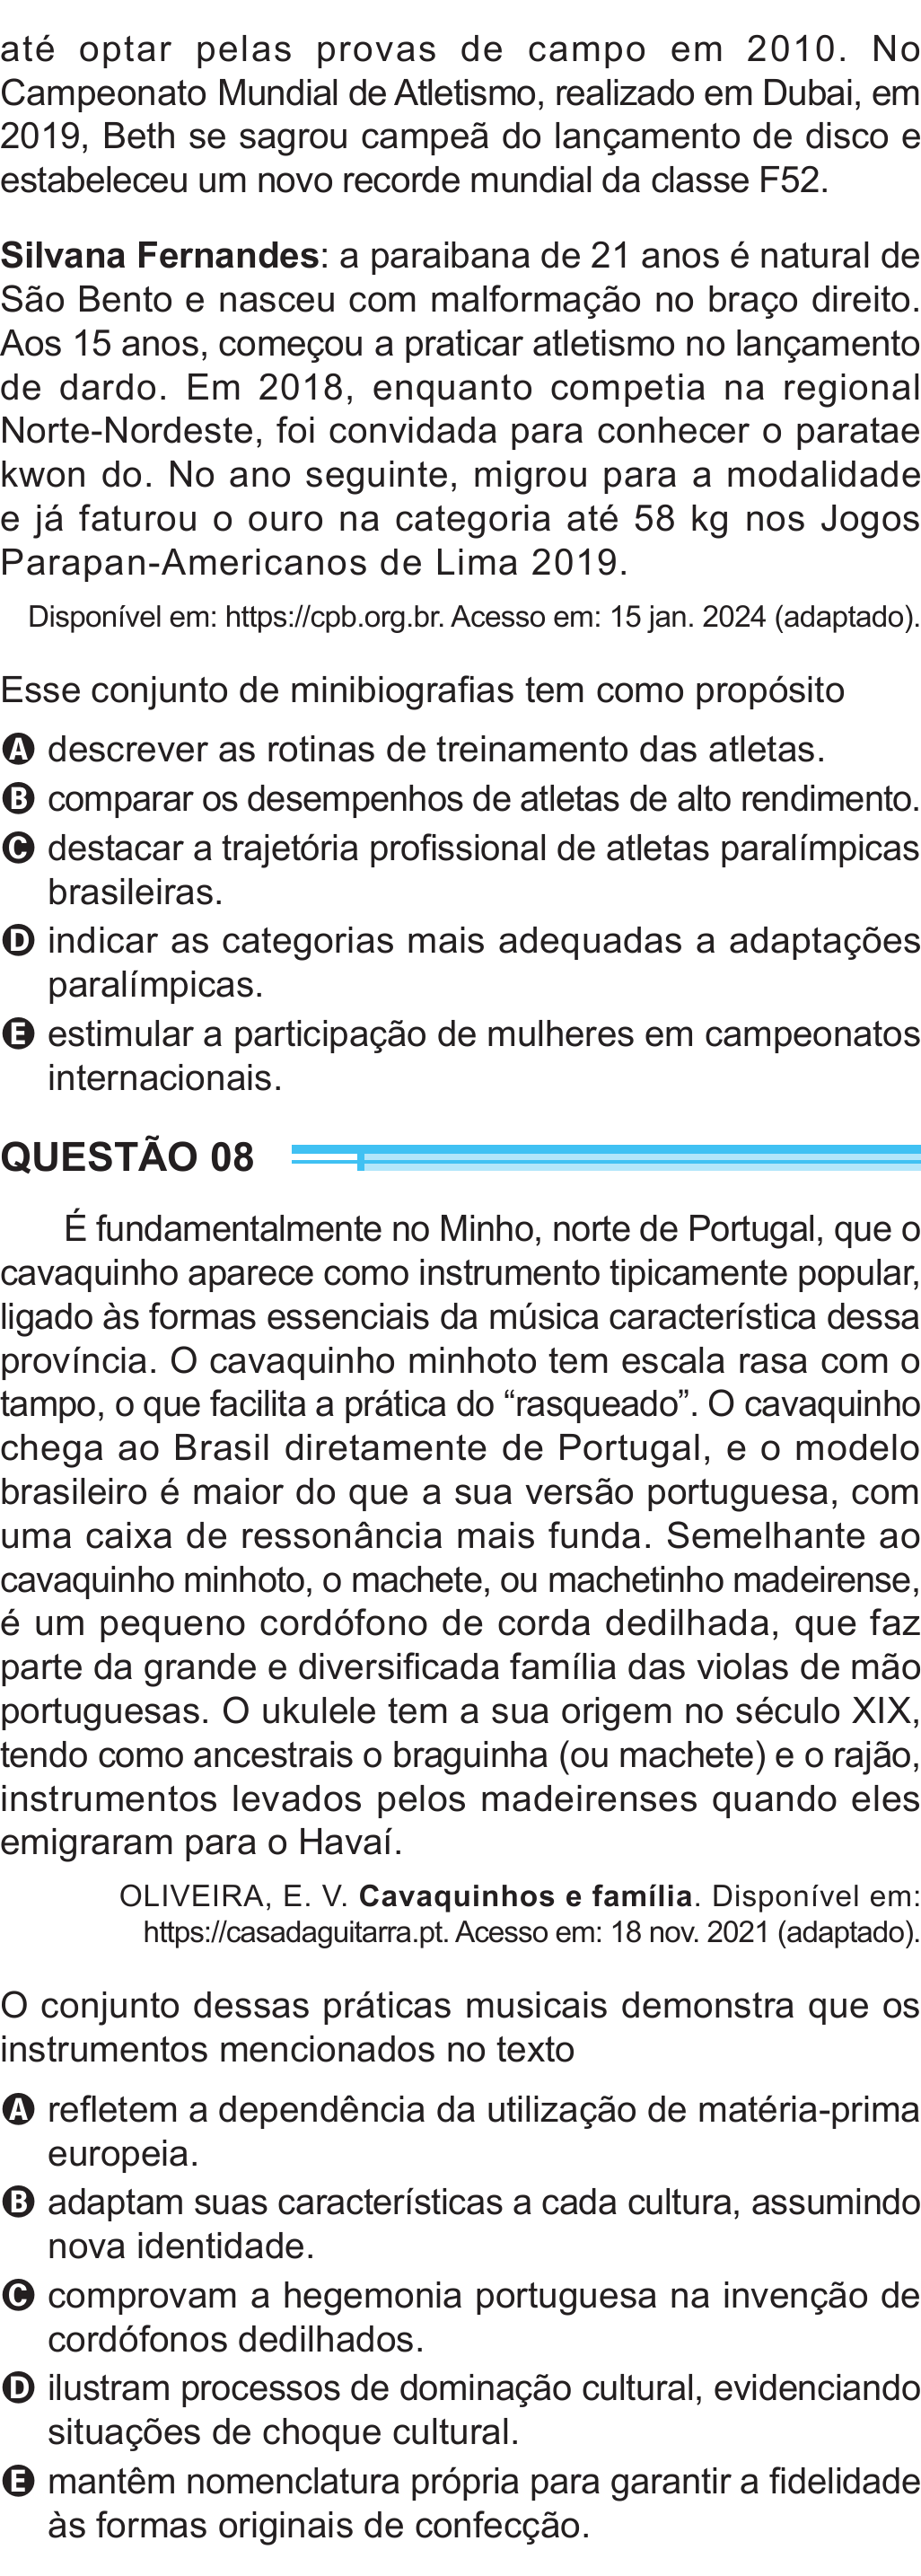 até optar pelas provas de campo em 2010. No
Campeonato Mundial de Atletismo, realizado em Dubai, em
2019, Beth se sagrou campeã do lançamento de disco e
estabeleceu um novo recorde mundial da classe F52.
Silvana Fernandes: a paraibana de 21 anos é natural de
São Bento e nasceu com malformação no braço direito.
Aos 15 anos, começou a praticar atletismo no lançamento
de dardo. Em 2018, enquanto competia na regional
Norte-Nordeste, foi convidada para conhecer o paratae
kwon do. No ano seguinte, migrou para a modalidade
e já faturou o ouro na categoria até 58 kg nos Jogos
Parapan-Americanos de Lima 2019.
Disponível em: https://cpb.org.br. Acesso em: 15 jan. 2024 (adaptado).
Esse conjunto de minibiografias tem como propósito
A descrever as rotinas de treinamento das atletas.
B comparar os desempenhos de atletas de alto rendimento.
C destacar a trajetória profissional de atletas paralímpicas
brasileiras.
D indicar as categorias mais adequadas a adaptações
paralímpicas.
E estimular a participação de mulheres em campeonatos
internacionais.
QUESTÃO 08
É fundamentalmente no Minho, norte de Portugal, que o
cavaquinho aparece como instrumento tipicamente popular,
ligado às formas essenciais da música característica dessa
província. O cavaquinho minhoto tem escala rasa com o
tampo, o que facilita a prática do “rasqueado”. O cavaquinho
chega ao Brasil diretamente de Portugal, e o modelo
brasileiro é maior do que a sua versão portuguesa, com
uma caixa de ressonância mais funda. Semelhante ao
cavaquinho minhoto, o machete, ou machetinho madeirense,
é um pequeno cordófono de corda dedilhada, que faz
parte da grande e diversificada família das violas de mão
portuguesas. O ukulele tem a sua origem no século XIX,
tendo como ancestrais o braguinha (ou machete) e o rajão,
instrumentos levados pelos madeirenses quando eles
emigraram para o Havaí.
OLIVEIRA, E. V. Cavaquinhos e família. Disponível em:
https://casadaguitarra.pt. Acesso em: 18 nov. 2021 (adaptado).
O conjunto dessas práticas musicais demonstra que os
instrumentos mencionados no texto
A refletem a dependência da utilização de matéria-prima
europeia.
B adaptam suas características a cada cultura, assumindo
nova identidade.
C comprovam a hegemonia portuguesa na invenção de
cordófonos dedilhados.
D ilustram processos de dominação cultural, evidenciando
situações de choque cultural.
E mantêm nomenclatura própria para garantir a fidelidade
às formas originais de confecção.